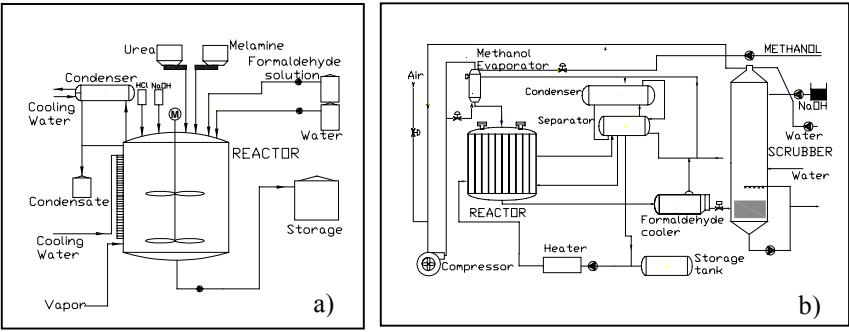 Urea
Melamine
Formaldehyde
solution
Condenser
HCl
NaOH
Cooling
Water
M
Water
REACTOR
Condensate
Storage
Cooling
Water
Vapor
a)
Methanol
Evaporator
METHANOL
Air
Condenser
NaOH
Separator
Water
SCRUBBER
Water
REACTOR
Formaldehyde
cooler
Heater
Compressor
Storage
tank
b)